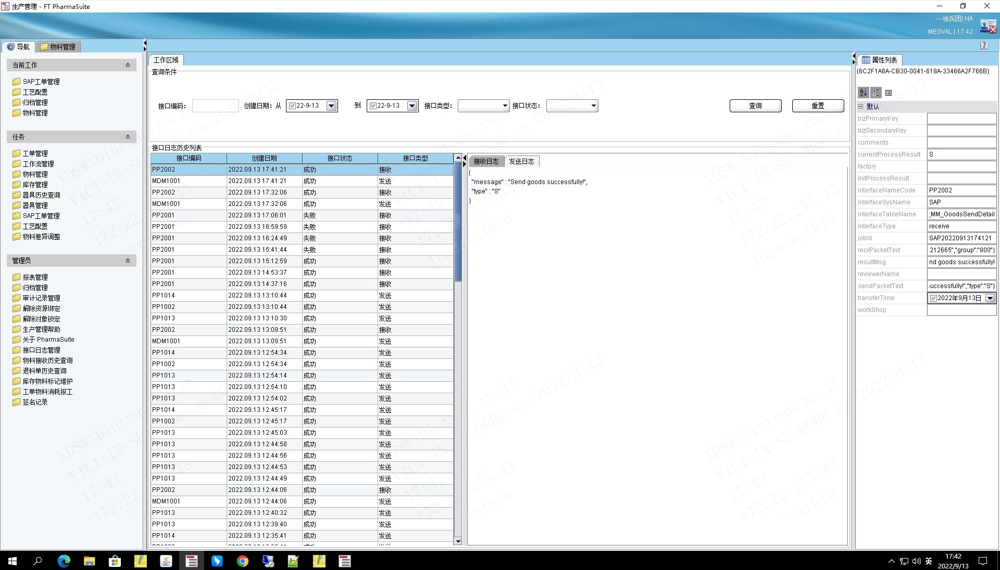 生产管理 - FT PharmaSuite
---徐兵团| NA
MESVAL | 17:42
导航
物料管理
当前工作
SAP工单管理
工艺配置
归档管理
物料管理
任务
工单管理
工作流管理
物料管理
库存管理
器具历史查询
器具管理
SAP工单管理
工艺配置
物料差异调整
管理员
报表管理
归档管理
审计记录管理
解除资源绑定
解除对象锁定
生产管理帮助
关于 PharmaSuite
接口日志管理
物料接收历史查询
退料单历史查询
库存物料标记维护
工单物料消耗报工
签名记录
工作区域
查询条件
接口编码: 创建日期: 从 22-9-13 到 22-9-13 接口类型: 接口状态: 查询 重置
接口日志历史列表
接口编码 创建日期 接口状态 接口类型
PP2002 2022.09.13 17:41:21 成功 接收
MDM1001 2022.09.13 17:41:21 成功 发送
PP2002 2022.09.13 17:32:06 成功 接收
MDM1001 2022.09.13 17:32:06 成功 发送
PP2001 2022.09.13 17:06:01 失败 接收
PP2001 2022.09.13 16:59:59 失败 接收
PP2001 2022.09.13 16:24:49 失败 接收
PP2001 2022.09.13 15:41:44 失败 接收
PP2001 2022.09.13 15:12:59 成功 接收
PP2001 2022.09.13 14:53:37 成功 接收
PP2001 2022.09.13 14:37:16 成功 接收
PP1014 2022.09.13 13:10:44 成功 发送
PP1002 2022.09.13 13:10:44 成功 发送
PP1013 2022.09.13 13:10:30 成功 发送
PP2002 2022.09.13 13:09:51 成功 接收
MDM1001 2022.09.13 13:09:51 成功 发送
PP1014 2022.09.13 12:54:34 成功 发送
PP1002 2022.09.13 12:54:34 成功 发送
PP1013 2022.09.13 12:54:14 成功 发送
PP1013 2022.09.13 12:54:10 成功 发送
PP1013 2022.09.13 12:54:02 成功 发送
PP1014 2022.09.13 12:45:17 成功 发送
PP1002 2022.09.13 12:45:17 成功 发送
PP1013 2022.09.13 12:45:03 成功 发送
PP1013 2022.09.13 12:44:58 成功 发送
PP1013 2022.09.13 12:44:56 成功 发送
PP1013 2022.09.13 12:44:53 成功 发送
PP1013 2022.09.13 12:44:49 成功 发送
PP2002 2022.09.13 12:44:06 成功 接收
MDM1001 2022.09.13 12:44:06 成功 发送
PP1013 2022.09.13 12:40:32 成功 发送
PP1013 2022.09.13 12:39:40 成功 发送
PP1014 2022.09.13 12:35:41 成功 发送
接收日志 发送日志
{
"message" : "Send goods successfully!",
"type" : "S"
}
属性列表
{6C2F1A6A-CB30-0041-618A-33466A2F766B}
默认
bizPrimaryKey
bizSecondaryKey
comments
currentProcessResult S
factory
initProcessResult
interfaceNameCode PP2002
interfaceSysName SAP
interfaceTableName _MM_GoodsSendDetail
interfaceType receive
jobId SAP20220913174121
recvPacketText 212665","group":"800"}
resultMsg nd goods successfully!
reviewerName
sendPacketText uccessfully!","type":"S"}
transferTime 2022年9月13日
workShop
英
17:42
2022/9/13